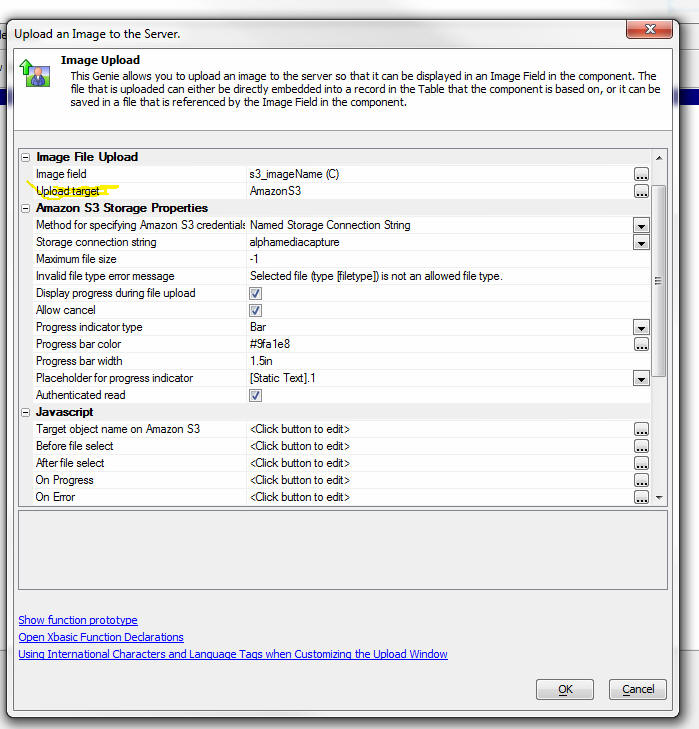 Upload an Image to the Server.
Image Upload
This Genie allows you to upload an image to the server so that it can be displayed in an Image Field in the component. The
file that is uploaded can either be directly embedded into a record in the Table that the component is based on, or it can be
saved in a file that is referenced by the Image Field in the component.
Image File Upload
Image field s3_imageName (C)
Upload target AmazonS3
Amazon S3 Storage Properties
Method for specifying Amazon S3 credentials Named Storage Connection String
Storage connection string alphamediacapture
Maximum file size -1
Invalid file type error message Selected file (type [filetype]) is not an allowed file type.
Display progress during file upload
Allow cancel
Progress indicator type Bar
Progress bar color #9fa1e8
Progress bar width 1.5in
Placeholder for progress indicator [Static Text].1
Authenticated read
Javascript
Target object name on Amazon S3 <Click button to edit>
Before file select <Click button to edit>
After file select <Click button to edit>
On Progress <Click button to edit>
On Error <Click button to edit>
Show function prototype
Open Xbasic Function Declarations
Using International Characters and Language Tags when Customizing the Upload Window
OK Cancel